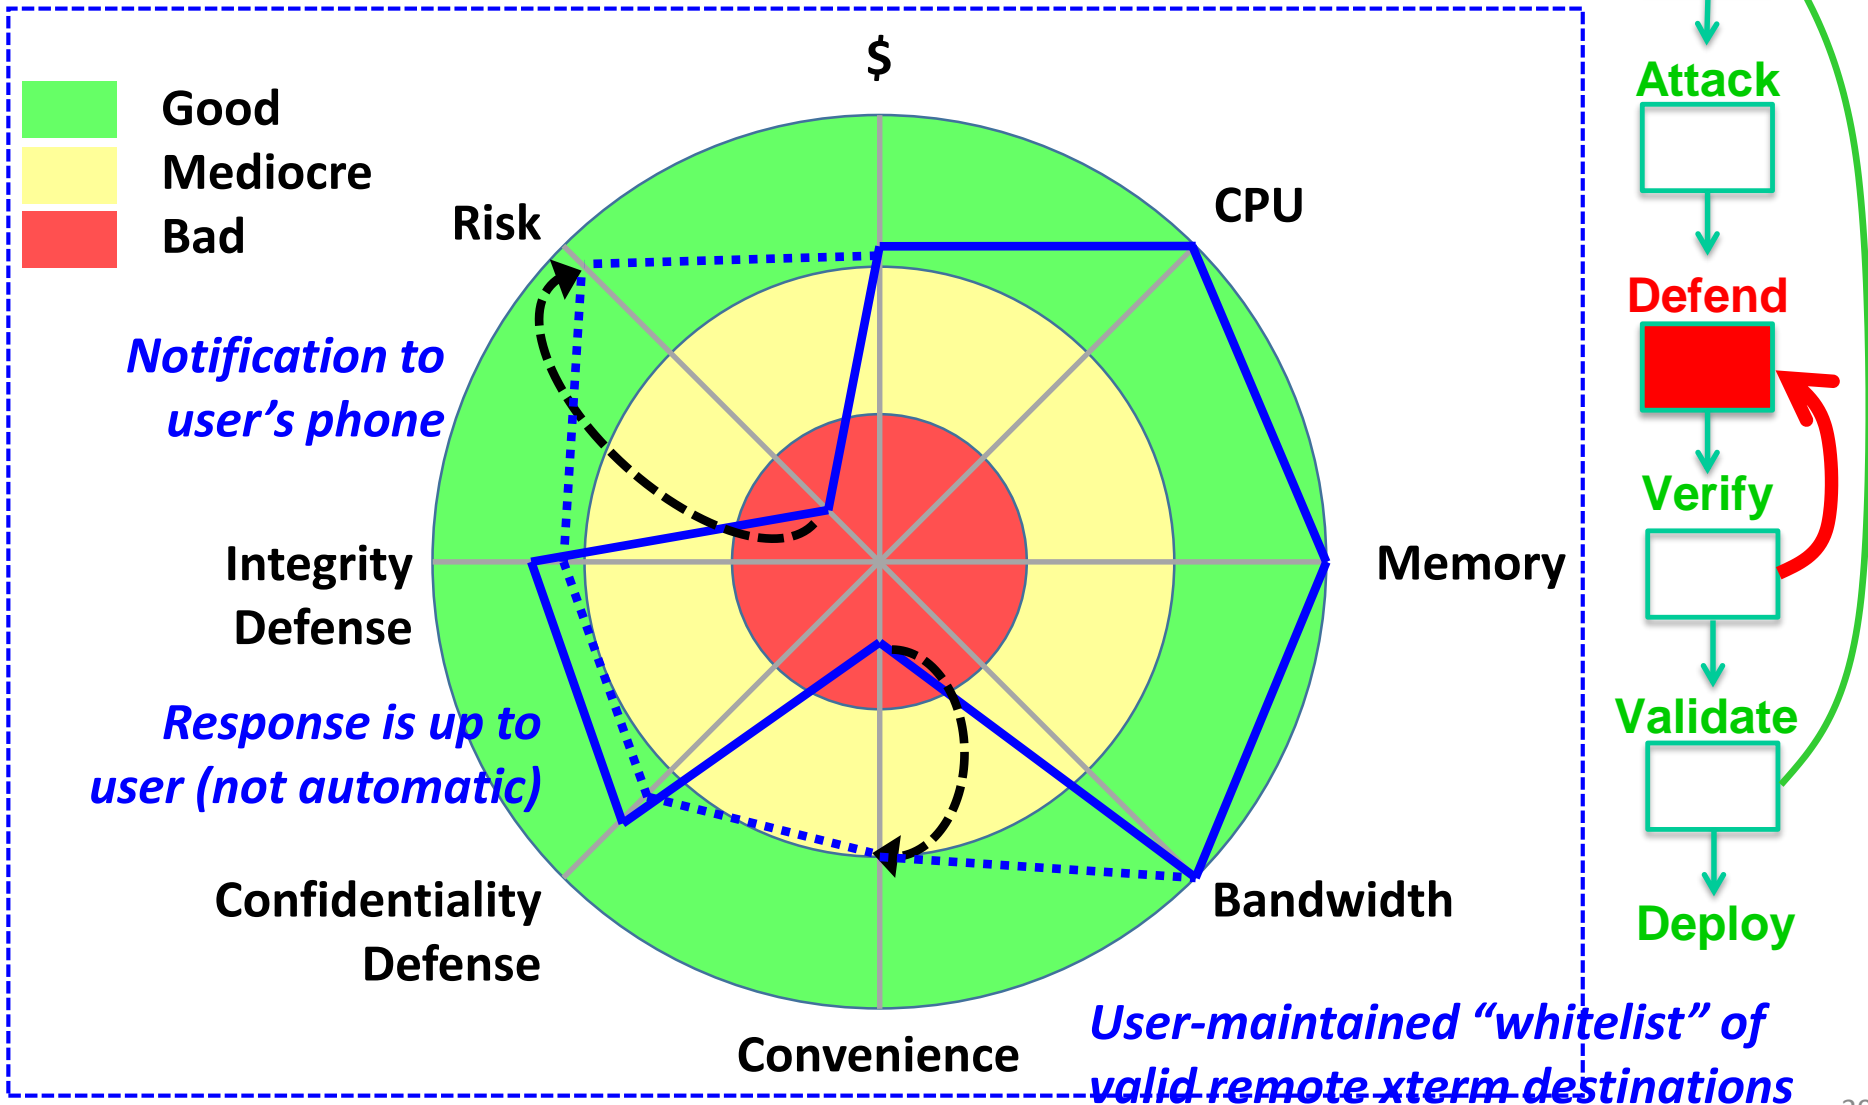 $
Good
Mediocre
Bad
Risk
CPU
Notification to
user’s phone
Integrity
Defense
Memory
Response is up to
user (not automatic)
Confidentiality
Defense
Bandwidth
Convenience
User-maintained “whitelist” of
valid remote xterm destinations
Attack
Defend
Verify
Validate
Deploy